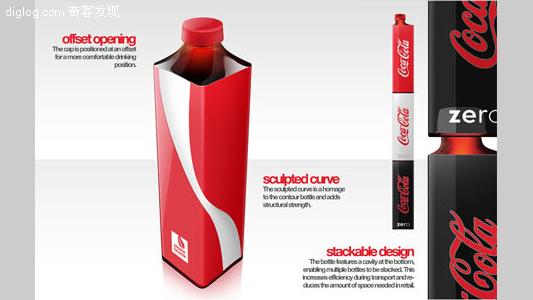 diglog.com 奇客发现
offset opening
The cap is positioned at an offset
for a more comfortable drinking
position.
sculpted curve
The sculpted curve is a homage
to the contour bottle and adds
structural strength.
stackable design
The bottle features a cavity at the bottom,
enabling multiple bottles to be stacked. This
increases efficiency during transport and re-
duces the amount of space needed in retail.
Coca-Cola
Coca-Cola
Coca-Cola
zero
Coca
zero
Coca-Cola